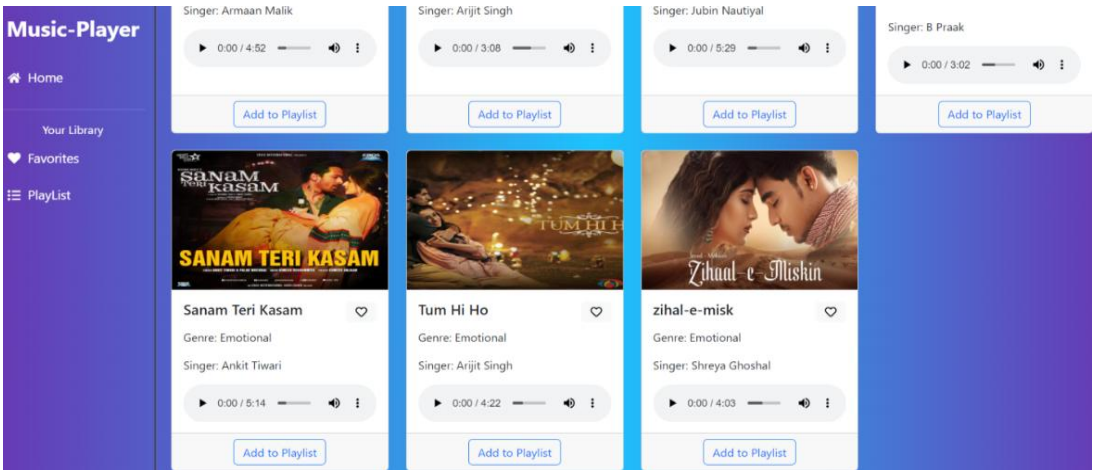 Music-Player
Home
Your Library
Favorites
PlayList
Singer: Armaan Malik
0:00 / 4:52
Add to Playlist
Singer: Arijit Singh
0:00 / 3:08
Add to Playlist
Singer: Jubin Nautiyal
0:00 / 5:29
Add to Playlist
Singer: B Praak
0:00 / 3:02
Add to Playlist
SANAM
TERI KASAM
SANAM TERI KASAM
Sanam Teri Kasam
Genre: Emotional
Singer: Ankit Tiwari
0:00 / 5:14
Add to Playlist
TUM HI H
Tum Hi Ho
Genre: Emotional
Singer: Arijit Singh
0:00 / 4:22
Add to Playlist
Zihaal-e-Miskin
zihal-e-misk
Genre: Emotional
Singer: Shreya Ghoshal
0:00 / 4:03
Add to Playlist